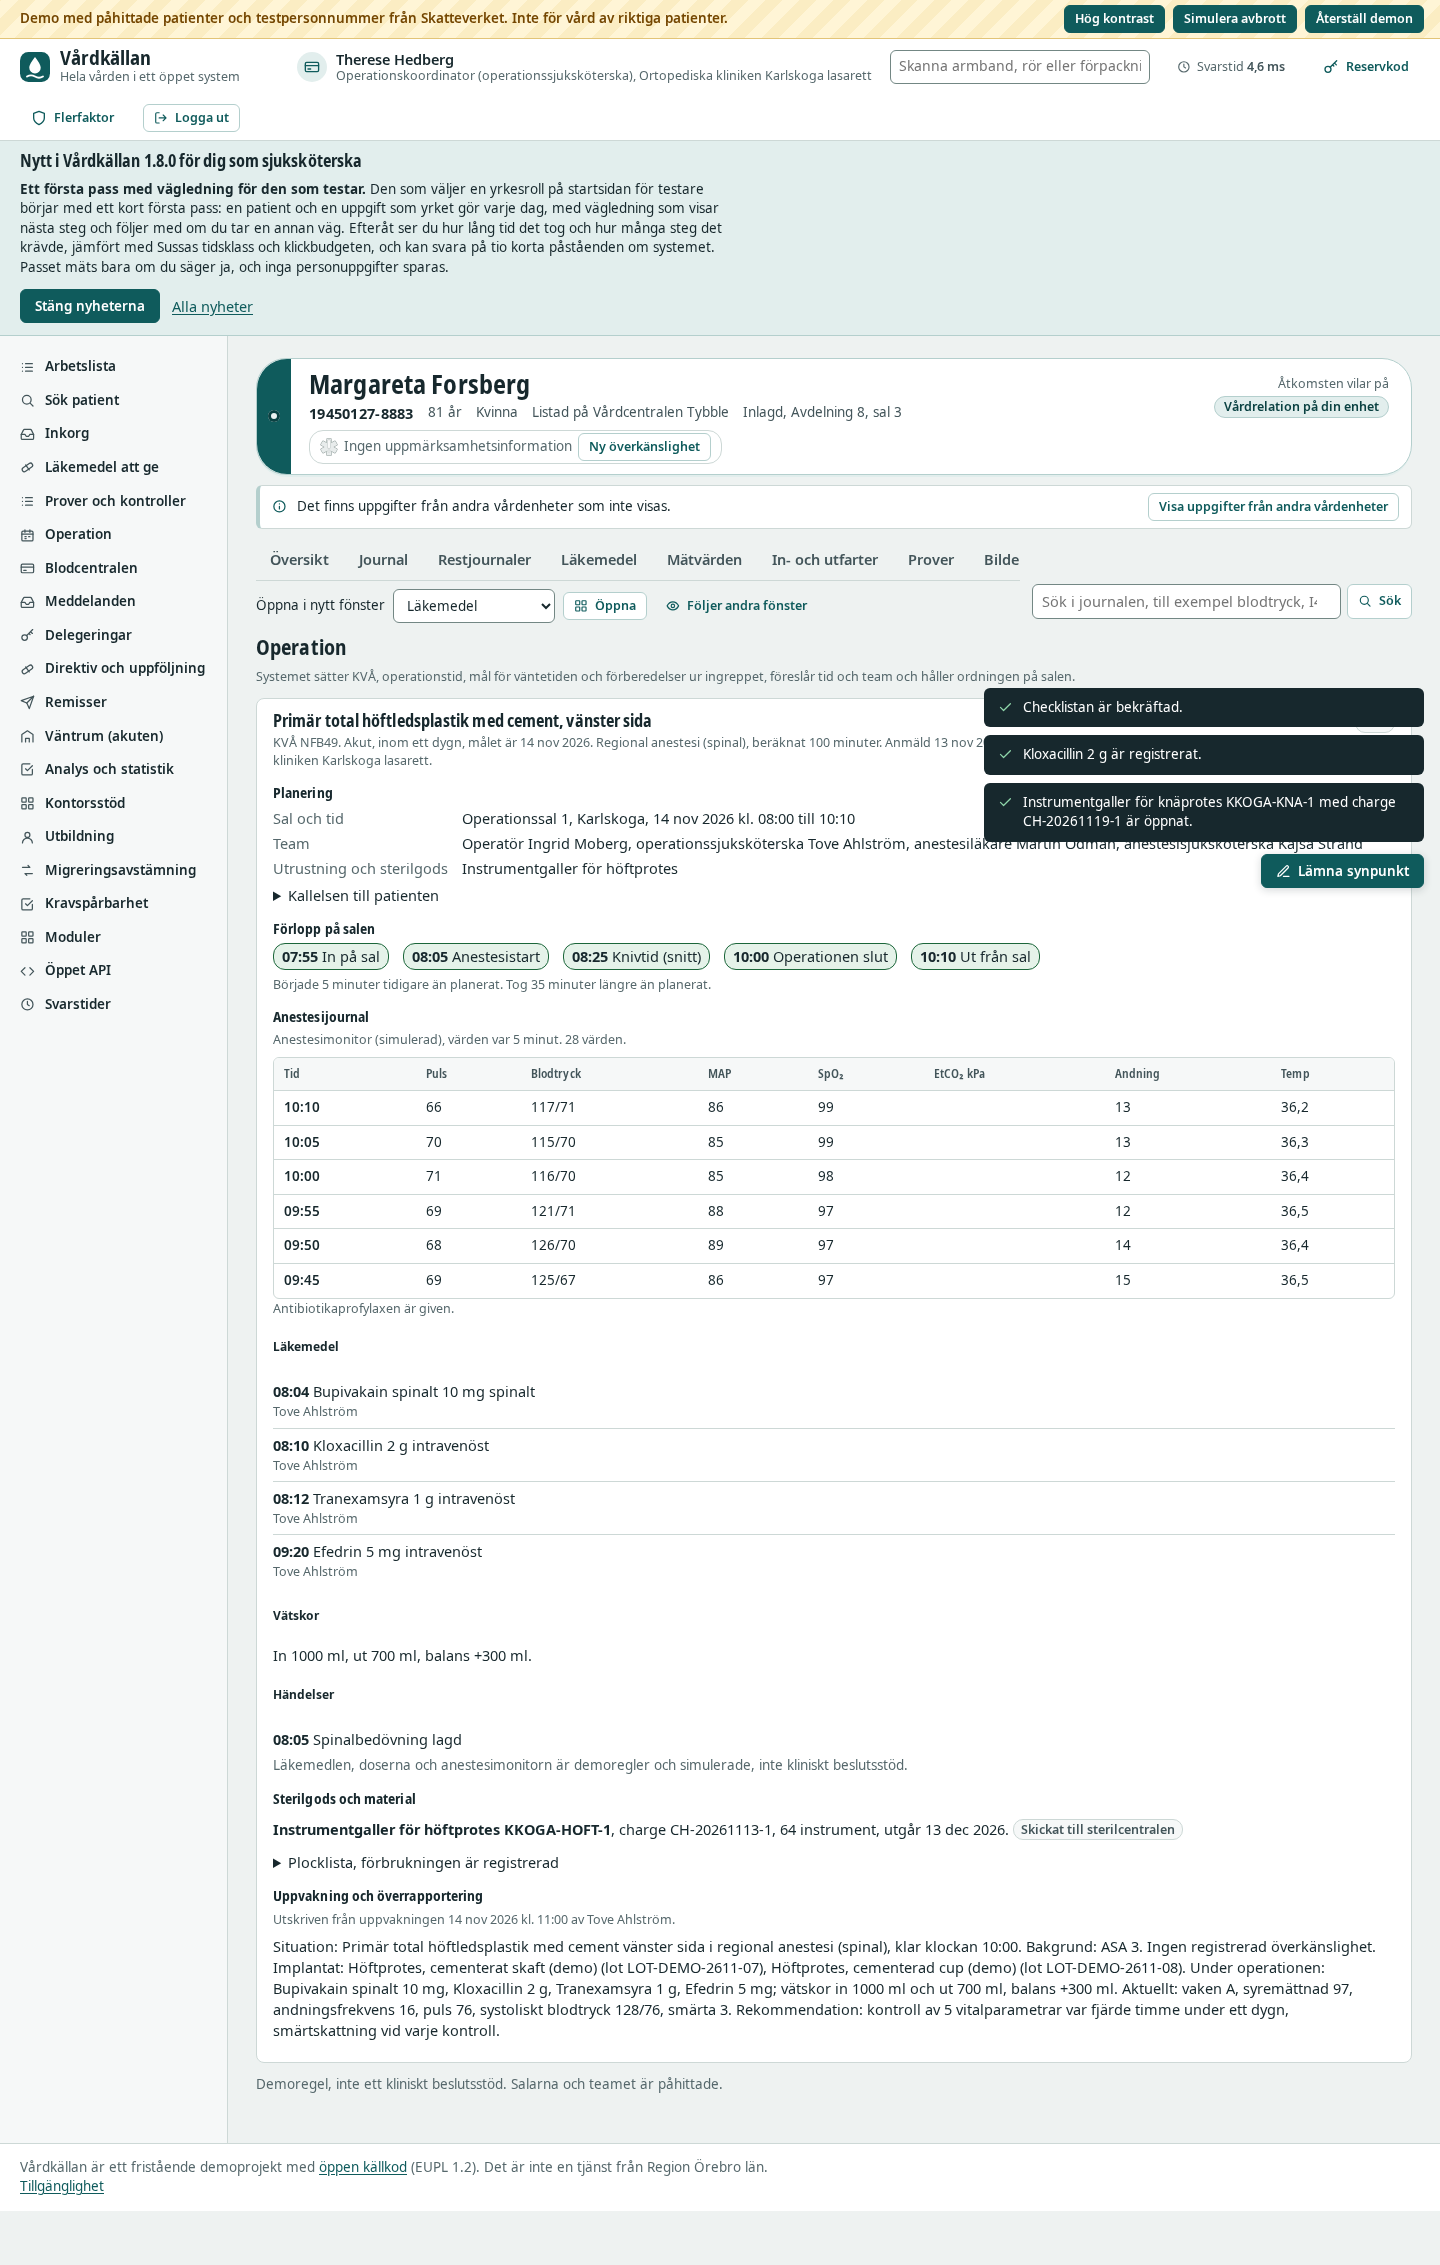 Demo med påhittade patienter och testpersonnummer från Skatteverket. Inte för vård av riktiga patienter.
Hög kontrast
Simulera avbrott
Återställ demon
Vårdkällan
Hela vården i ett öppet system
Therese Hedberg
Operationskoordinator (operationssjuksköterska), Ortopediska kliniken Karlskoga lasarett
Skanna armband, rör eller förpackni
Svarstid 4,6 ms
Reservkod
Flerfaktor
Logga ut
Nytt i Vårdkällan 1.8.0 för dig som sjuksköterska
Ett första pass med vägledning för den som testar. Den som väljer en yrkesroll på startsidan för testare
börjar med ett kort första pass: en patient och en uppgift som yrket gör varje dag, med vägledning som visar
nästa steg och följer med om du tar en annan väg. Efteråt ser du hur lång tid det tog och hur många steg det
krävde, jämfört med Sussas tidsklass och klickbudgeten, och kan svara på tio korta påståenden om systemet.
Passet mäts bara om du säger ja, och inga personuppgifter sparas.
Stäng nyheterna
Alla nyheter
Arbetslista
Sök patient
Inkorg
Läkemedel att ge
Prover och kontroller
Operation
Blodcentralen
Meddelanden
Delegeringar
Direktiv och uppföljning
Remisser
Väntrum (akuten)
Analys och statistik
Kontorsstöd
Utbildning
Migreringsavstämning
Kravspårbarhet
Moduler
Öppet API
Svarstider
Margareta Forsberg
19450127-8883 81 år Kvinna Listad på Vårdcentralen Tybble Inlagd, Avdelning 8, sal 3
Ingen uppmärksamhetsinformation
Ny överkänslighet
Åtkomsten vilar på
Vårdrelation på din enhet
Det finns uppgifter från andra vårdenheter som inte visas.
Visa uppgifter från andra vårdenheter
Översikt Journal Restjournaler Läkemedel Mätvärden In- och utfarter Prover Bilde
Öppna i nytt fönster
Läkemedel
Öppna
Följer andra fönster
Sök i journalen, till exempel blodtryck, I4
Sök
Operation
Systemet sätter KVÅ, operationstid, mål för väntetiden och förberedelser ur ingreppet, föreslår tid och team och håller ordningen på salen.
Primär total höftledsplastik med cement, vänster sida
KVÅ NFB49. Akut, inom ett dygn, målet är 14 nov 2026. Regional anestesi (spinal), beräknat 100 minuter. Anmäld 13 nov 2
kliniken Karlskoga lasarett.
Checklistan är bekräftad.
Kloxacillin 2 g är registrerat.
Instrumentgaller för knäprotes KKOGA-KNA-1 med charge
CH-20261119-1 är öppnat.
Lämna synpunkt
Planering
Sal och tid Operationssal 1, Karlskoga, 14 nov 2026 kl. 08:00 till 10:10
Team Operatör Ingrid Moberg, operationssjuksköterska Tove Ahlström, anestesiläkare Martin Ödman, anestesisjuksköterska Kajsa Strand
Utrustning och sterilgods Instrumentgaller för höftprotes
Kallelsen till patienten
Förlopp på salen
07:55 In på sal
08:05 Anestesistart
08:25 Knivtid (snitt)
10:00 Operationen slut
10:10 Ut från sal
Började 5 minuter tidigare än planerat. Tog 35 minuter längre än planerat.
Anestesijournal
Anestesimonitor (simulerad), värden var 5 minut. 28 värden.
Tid Puls Blodtryck MAP SpO₂ EtCO₂ kPa Andning Temp
10:10 66 117/71 86 99 13 36,2
10:05 70 115/70 85 99 13 36,3
10:00 71 116/70 85 98 12 36,4
09:55 69 121/71 88 97 12 36,5
09:50 68 126/70 89 97 14 36,4
09:45 69 125/67 86 97 15 36,5
Antibiotikaprofylaxen är given.
Läkemedel
08:04 Bupivakain spinalt 10 mg spinalt
Tove Ahlström
08:10 Kloxacillin 2 g intravenöst
Tove Ahlström
08:12 Tranexamsyra 1 g intravenöst
Tove Ahlström
09:20 Efedrin 5 mg intravenöst
Tove Ahlström
Vätskor
In 1000 ml, ut 700 ml, balans +300 ml.
Händelser
08:05 Spinalbedövning lagd
Läkemedlen, doserna och anestesimonitorn är demoregler och simulerade, inte kliniskt beslutsstöd.
Sterilgods och material
Instrumentgaller för höftprotes KKOGA-HOFT-1, charge CH-20261113-1, 64 instrument, utgår 13 dec 2026. Skickat till sterilcentralen
Plocklista, förbrukningen är registrerad
Uppvakning och överrapportering
Utskriven från uppvakningen 14 nov 2026 kl. 11:00 av Tove Ahlström.
Situation: Primär total höftledsplastik med cement vänster sida i regional anestesi (spinal), klar klockan 10:00. Bakgrund: ASA 3. Ingen registrerad överkänslighet.
Implantat: Höftprotes, cementerat skaft (demo) (lot LOT-DEMO-2611-07), Höftprotes, cementerad cup (demo) (lot LOT-DEMO-2611-08). Under operationen:
Bupivakain spinalt 10 mg, Kloxacillin 2 g, Tranexamsyra 1 g, Efedrin 5 mg; vätskor in 1000 ml och ut 700 ml, balans +300 ml. Aktuellt: vaken A, syremättnad 97,
andningsfrekvens 16, puls 76, systoliskt blodtryck 128/76, smärta 3. Rekommendation: kontroll av 5 vitalparametrar var fjärde timme under ett dygn,
smärtskattning vid varje kontroll.
Demoregel, inte ett kliniskt beslutsstöd. Salarna och teamet är påhittade.
Vårdkällan är ett fristående demoprojekt med öppen källkod (EUPL 1.2). Det är inte en tjänst från Region Örebro län.
Tillgänglighet